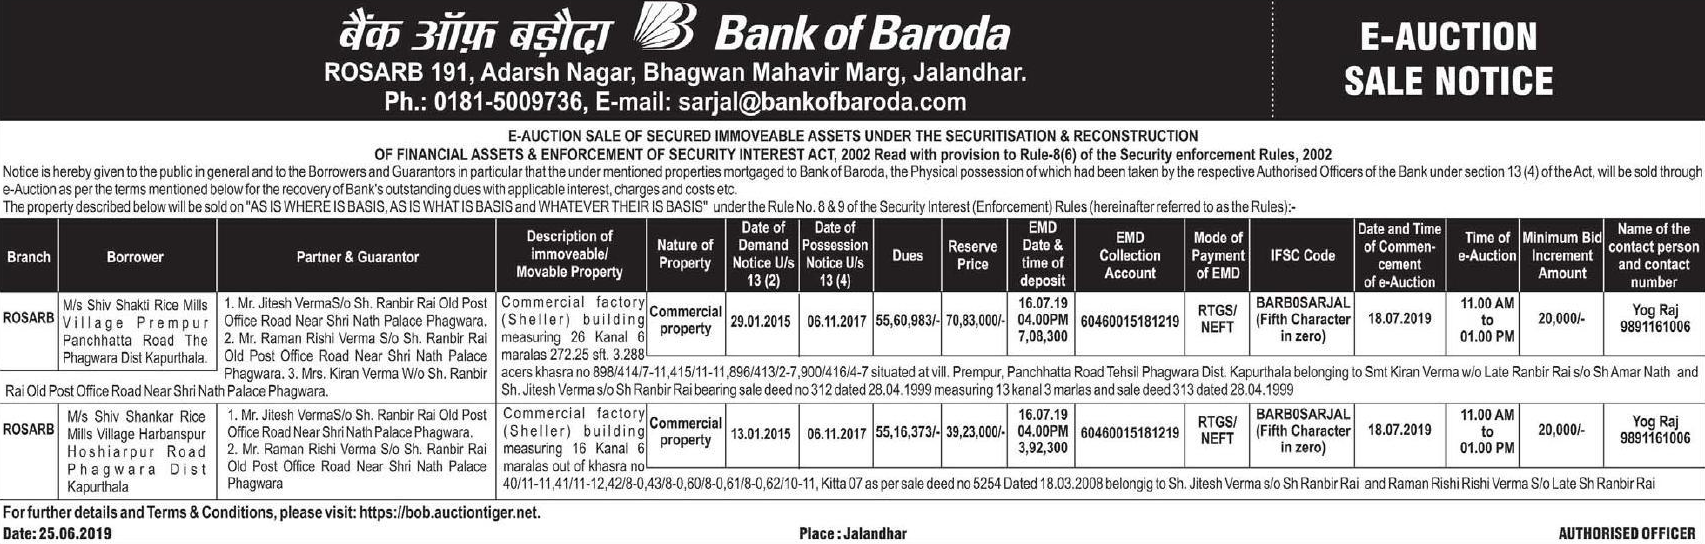 बैंक ऑफ़ बड़ौदा Bank of Baroda
ROSARB 191, Adarsh Nagar, Bhagwan Mahavir Marg, Jalandhar.
Ph.: 0181-5009736, E-mail: sarjal@bankofbaroda.com
E-AUCTION
SALE NOTICE
E-AUCTION SALE OF SECURED IMMOVEABLE ASSETS UNDER THE SECURITISATION & RECONSTRUCTION
OF FINANCIAL ASSETS & ENFORCEMENT OF SECURITY INTEREST ACT, 2002 Read with provision to Rule-8(6) of the Security enforcement Rules, 2002
Notice is hereby given to the public in general and to the Borrowers and Guarantors in particular that the under mentioned properties mortgaged to Bank of Baroda, the Physical possession of which had been taken by the respective Authorised Officers of the Bank under section 13 (4) of the Act, will be sold through
e-Auction as per the terms mentioned below for the recovery of Bank's outstanding dues with applicable interest, charges and costs etc.
The property described below will be sold on "AS IS WHERE IS BASIS, AS IS WHAT IS BASIS and WHATEVER THEIR IS BASIS" under the Rule No. 8 & 9 of the Security Interest (Enforcement) Rules (hereinafter referred to as the Rules):-
Branch
Borrower
Partner & Guarantor
Description of
immoveable/
Movable Property
Nature of
Property
Date of
Demand
Notice U/s
13 (2)
Date of
Possession
Notice U/s
13 (4)
Dues
Reserve
Price
EMD
Date &
time of
deposit
EMD
Collection
Account
Mode of
Payment
of EMD
IFSC Code
Date and Time
of Commen-
cement
of e-Auction
Time of
e-Auction
Minimum Bid
Increment
Amount
Name of the
contact person
and contact
number
ROSARB
M/s Shiv Shakti Rice Mills
Village Prempur
Panchhatta Road The
Phagwara Dist Kapurthala.
1. Mr. Jitesh VermaS/o Sh. Ranbir Rai Old Post
Office Road Near Shri Nath Palace Phagwara.
2. Mr. Raman Rishi Verma S/o Sh. Ranbir Rai
Old Post Office Road Near Shri Nath Palace
Phagwara. 3. Mrs. Kiran Verma W/o Sh. Ranbir
Rai Old Post Office Road Near Shri Nath Palace Phagwara.
Commercial factory
(Sheller) building
measuring 26 Kanal 6
maralas 272.25 sft. 3.288
acers khasra no 898/414/7-11,415/11-11,896/413/2-7,900/416/4-7 situated at vill. Prempur, Panchhatta Road Tehsil Phagwara Dist. Kapurthala belonging to Smt Kiran Verma w/o Late Ranbir Rai s/o Sh Amar Nath and
Sh. Jitesh Verma s/o Sh Ranbir Rai bearing sale deed no 312 dated 28.04.1999 measuring 13 kanal 3 marlas and sale deed 313 dated 28.04.1999
Commercial
property
29.01.2015
06.11.2017
55,60,983/-
70,83,000/-
16.07.19
04.00PM
7,08,300
60460015181219
RTGS/
NEFT
BARB0SARJAL
(Fifth Character
in zero)
18.07.2019
11.00 AM
to
01.00 PM
20,000/-
Yog Raj
9891161006
ROSARB
M/s Shiv Shankar Rice
Mills Village Harbanspur
Hoshiarpur Road
Phagwara Dist
Kapurthala
1. Mr. Jitesh VermaS/o Sh. Ranbir Rai Old Post
Office Road Near Shri Nath Palace Phagwara.
2. Mr. Raman Rishi Verma S/o Sh. Ranbir Rai
Old Post Office Road Near Shri Nath Palace
Phagwara
Commercial factory
(Sheller) building
measuring 16 Kanal 6
maralas out of khasra no
40/11-11,41/11-12,42/8-0,43/8-0,60/8-0,61/8-0,62/10-11, Kitta 07 as per sale deed no 5254 Dated 18.03.2008 belongig to Sh. Jitesh Verma s/o Sh Ranbir Rai and Raman Rishi Rishi Verma S/o Late Sh Ranbir Rai
Commercial
property
13.01.2015
06.11.2017
55,16,373/-
39,23,000/-
16.07.19
04.00PM
3,92,300
60460015181219
RTGS/
NEFT
BARB0SARJAL
(Fifth Character
in zero)
18.07.2019
11.00 AM
to
01.00 PM
20,000/-
Yog Raj
9891161006
For further details and Terms & Conditions, please visit: https://bob.auctiontiger.net.
Date: 25.06.2019
Place : Jalandhar
AUTHORISED OFFICER